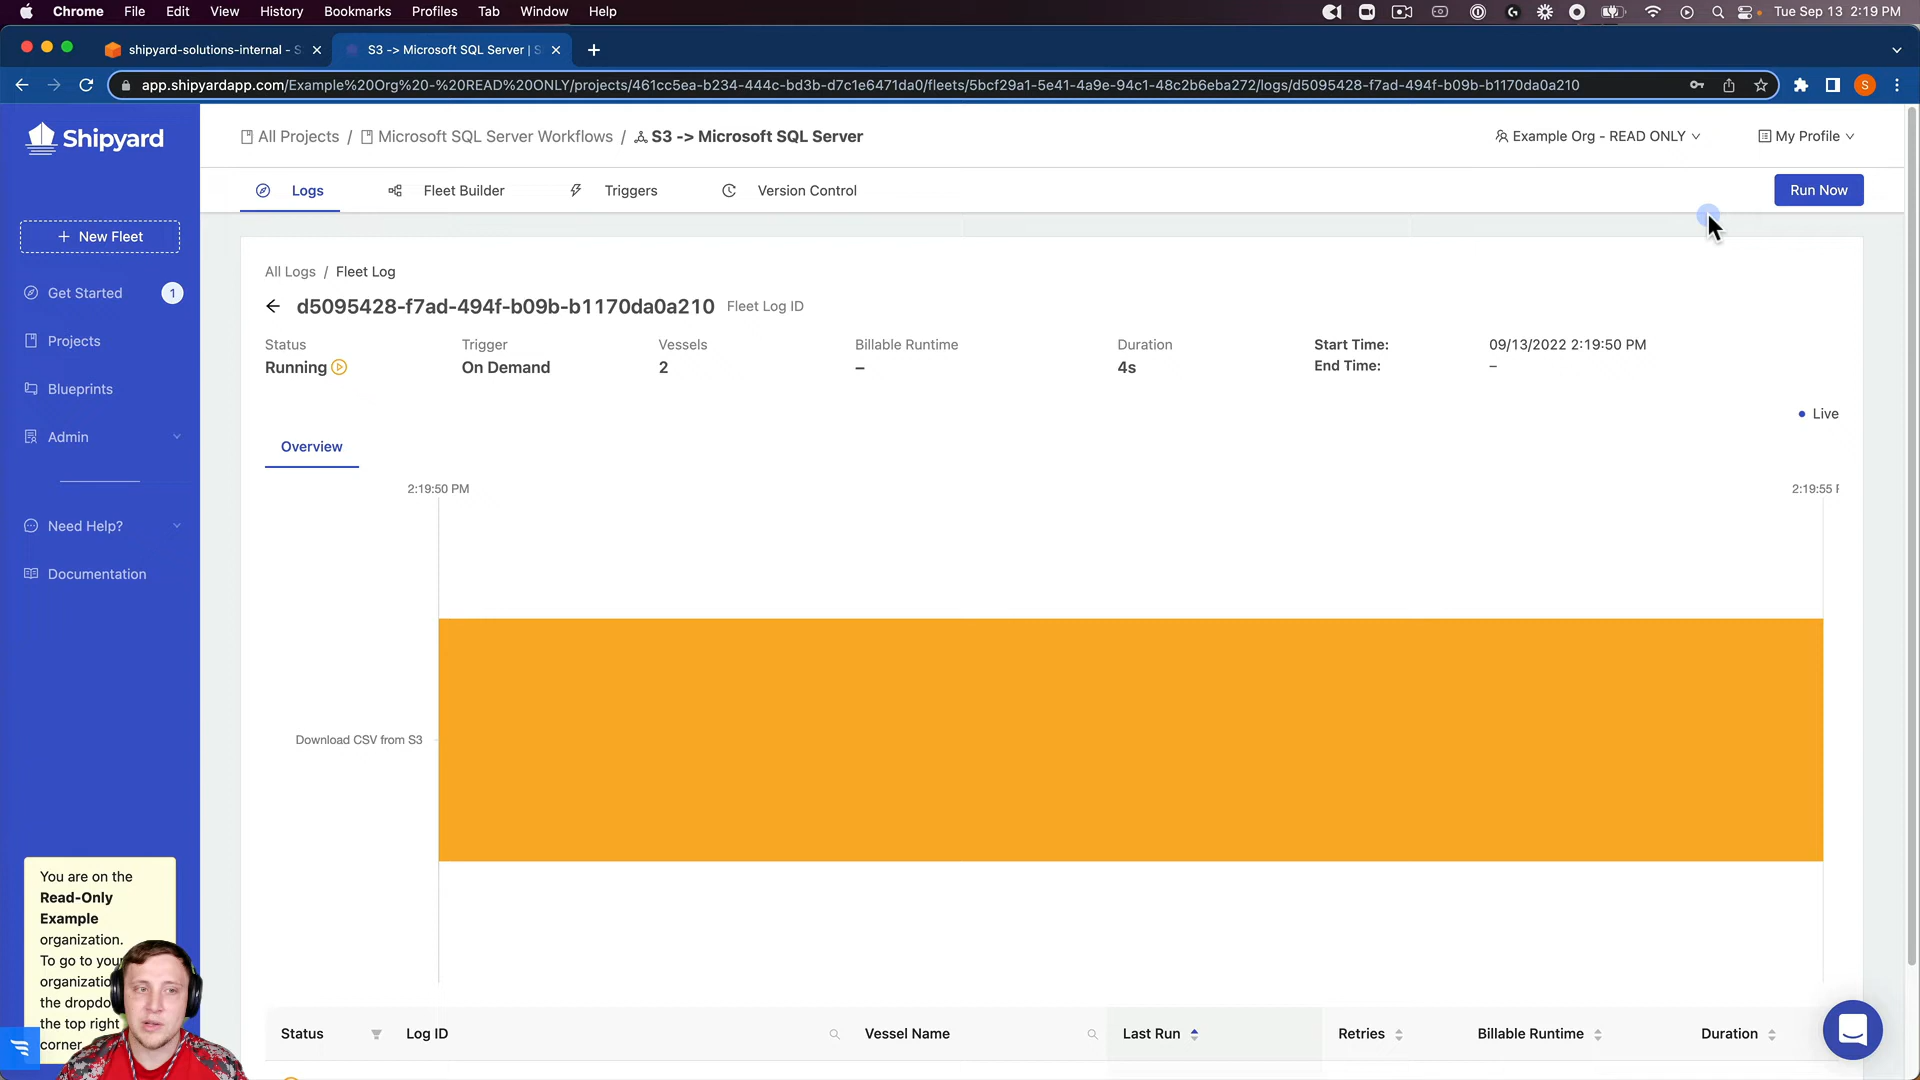 Chrome File Edit View History Bookmarks Profiles Tab Window Help Tue Sep 13 2:19 PM
shipyard-solutions-internal - S S3 -> Microsoft SQL Server | S
app.shipyardapp.com/Example%20Org%20-%20READ%20ONLY/projects/461cc5ea-b234-444c-bd3b-d7c1e6471da0/fleets/5bcf29a1-5e41-4a9e-94c1-48c2b6eba272/logs/d5095428-f7ad-494f-b09b-b1170da0a210 S
Shipyard
All Projects / Microsoft SQL Server Workflows / S3 -> Microsoft SQL Server
Example Org - READ ONLY My Profile
Logs Fleet Builder Triggers Version Control Run Now
+ New Fleet
Get Started 1
Projects
Blueprints
Admin
Need Help?
Documentation
All Logs / Fleet Log
d5095428-f7ad-494f-b09b-b1170da0a210 Fleet Log ID
Status Trigger Vessels Billable Runtime Duration Start Time: 09/13/2022 2:19:50 PM
Running On Demand 2 – 4s End Time: –
Live
Overview
2:19:50 PM 2:19:55
Download CSV from S3
You are on the
Read-Only
Example
organization.
To go to your
organizatio
the dropdo
the top right
corner.
Status Log ID Vessel Name Last Run Retries Billable Runtime Duration